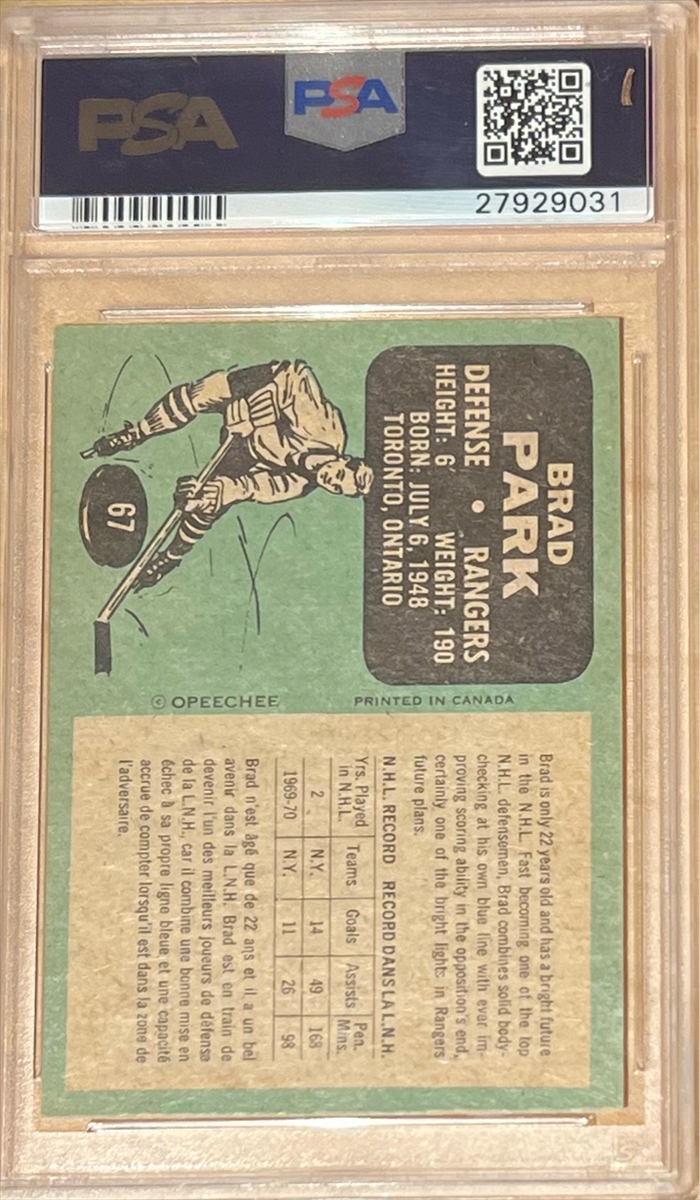 PSA
PSA
27929031
BRAD
PARK
DEFENSE • RANGERS
HEIGHT: 6' WEIGHT: 190
BORN: JULY 6, 1948
TORONTO, ONTARIO
67
© OPEECHEE PRINTED IN CANADA
Brad is only 22 years old and has a bright future
in the N.H.L. Fast becoming one of the top
N.H.L. defensemen, Brad combines solid body-
checking at his own blue line with ever im-
proving scoring ability in the opposition's end,
certainly one of the bright lights in Rangers
future plans.
N.H.L. RECORD RECORD DANS LA L.N.H.
Yrs. Played in N.H.L. Teams Goals Assists Pen. Mins.
2 N.Y. 14 49 168
1969-70 N.Y. 11 26 98
Brad n'est âgé que de 22 ans et il a un bel
avenir dans la L.N.H. Brad est en train de
devenir l'un des meilleurs joueurs de défense
de la L.N.H., car il combine une bonne mise en
échec à sa propre ligne bleue et une capacité
accrue de compter lorsqu'il est dans la zone de
l'adversaire.